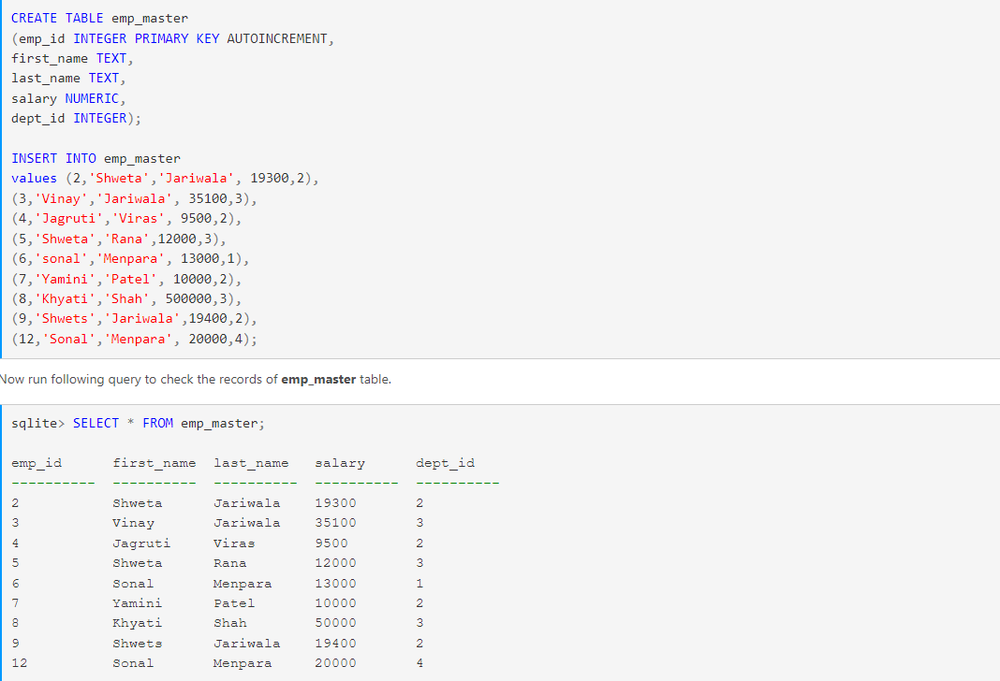 CREATE TABLE emp_master
(emp_id INTEGER PRIMARY KEY AUTOINCREMENT,
first_name TEXT,
last_name TEXT,
salary NUMERIC,
dept_id INTEGER);
INSERT INTO emp_master
values (2,'Shweta','Jariwala', 19300,2),
(3,'Vinay','Jariwala', 35100,3),
(4,'Jagruti','Viras', 9500,2),
(5,'Shweta','Rana',12000,3),
(6,'sonal','Menpara', 13000,1),
(7,'Yamini','Patel', 10000,2),
(8,'Khyati','Shah', 500000,3),
(9,'Shwets','Jariwala',19400,2),
(12,'Sonal','Menpara', 20000,4);
Now run following query to check the records of emp_master table.
sqlite> SELECT * FROM emp_master;
emp_id first_name last_name salary dept_id
---------- ---------- ---------- ---------- ----------
2 Shweta Jariwala 19300 2
3 Vinay Jariwala 35100 3
4 Jagruti Viras 9500 2
5 Shweta Rana 12000 3
6 Sonal Menpara 13000 1
7 Yamini Patel 10000 2
8 Khyati Shah 50000 3
9 Shwets Jariwala 19400 2
12 Sonal Menpara 20000 4